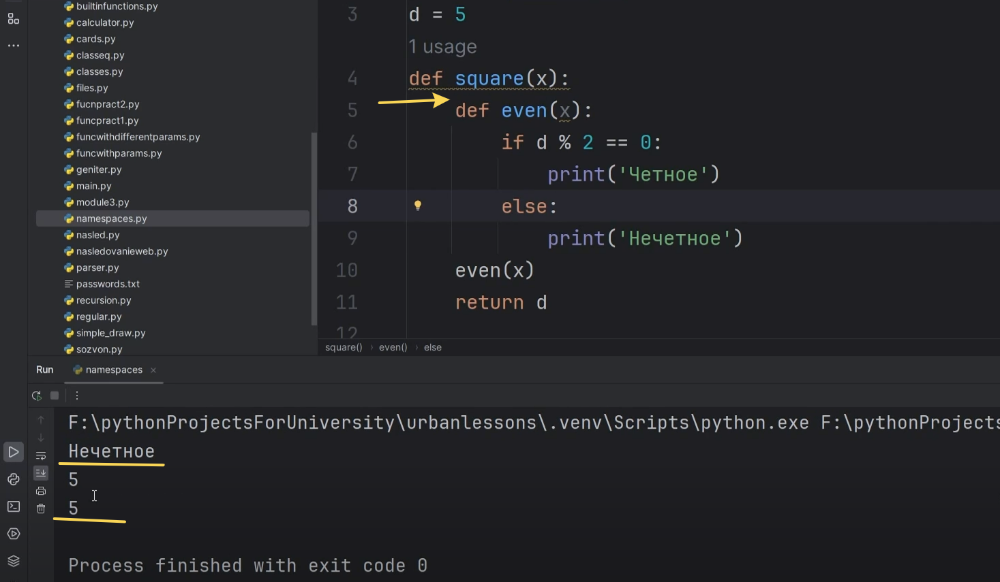 builtinfunctions.py
calculator.py
cards.py
classeq.py
classes.py
files.py
fucnpract2.py
funcpract1.py
funcwithdifferentparams.py
funcwithparams.py
geniter.py
main.py
module3.py
namespaces.py
nasled.py
nasledovanieweb.py
parser.py
passwords.txt
recursion.py
regular.py
simple_draw.py
sozvon.py
3 d = 5
1 usage
4 def square(x):
5 def even(x):
6 if d % 2 == 0:
7 print('Четное')
8 else:
9 print('Нечетное')
10 even(x)
11 return d
12
square() › even() › else
Run namespaces ×
F:\pythonProjectsForUniversity\urbanlessons\.venv\Scripts\python.exe F:\pythonProjects
Нечетное
5
5
Process finished with exit code 0